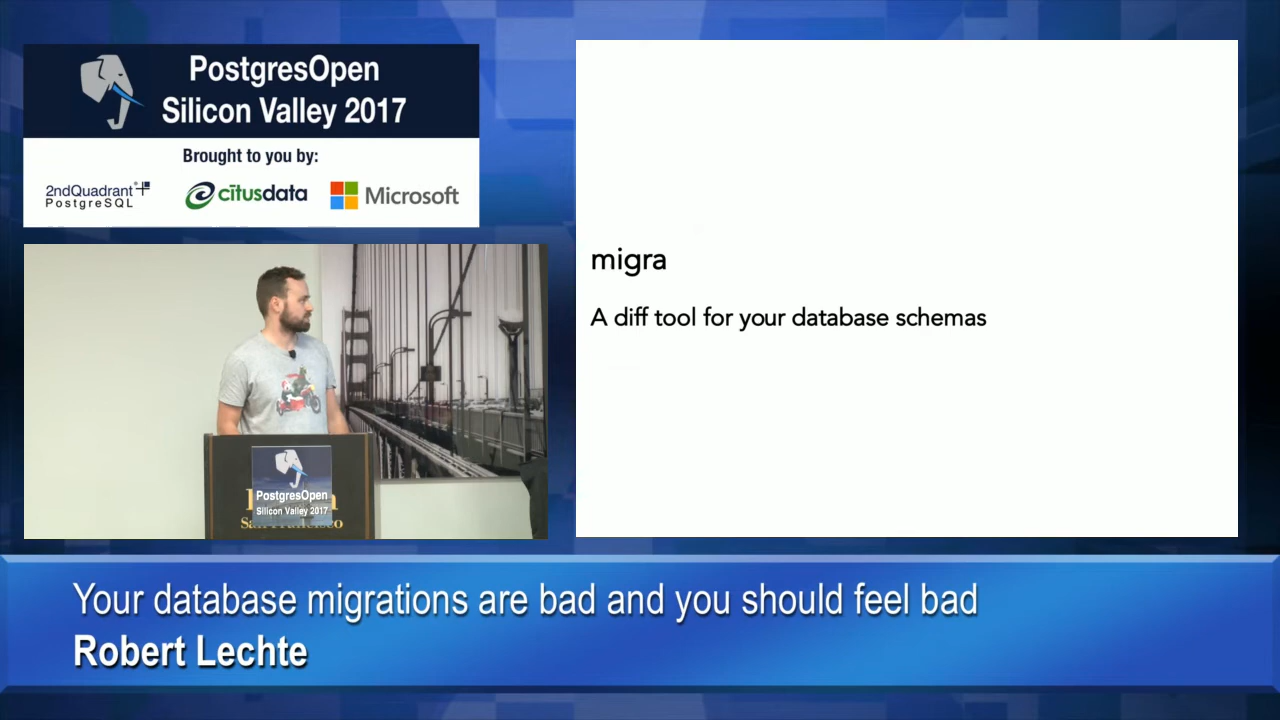 PostgresOpen
Silicon Valley 2017
Brought to you by:
2ndQuadrant
PostgreSQL
citusdata
Microsoft
migra
A diff tool for your database schemas
PostgresOpen
Silicon Valley 2017
Your database migrations are bad and you should feel bad
Robert Lechte